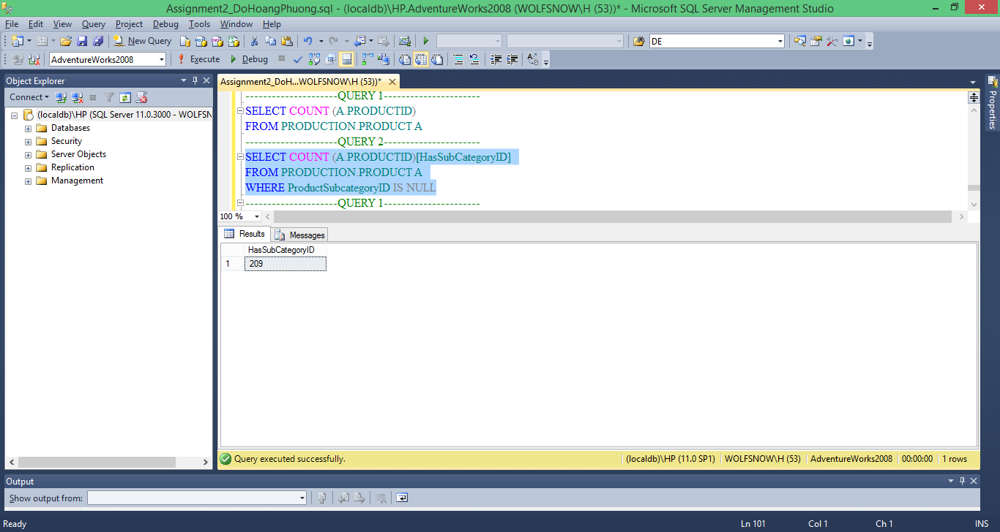 Assignment2_DoHoangPhuong.sql - (localdb)\HP.AdventureWorks2008 (WOLFSNOW\H (53))* - Microsoft SQL Server Management Studio
File Edit View Query Project Debug Tools Window Help
New Query DE
AdventureWorks2008 Execute Debug
Object Explorer
Connect
(localdb)\HP (SQL Server 11.0.3000 - WOLFSN
Databases
Security
Server Objects
Replication
Management
Assignment2_DoH...WOLFSNOW\H (53))*
---------------------QUERY 1----------------------
SELECT COUNT (A.PRODUCTID)
FROM PRODUCTION.PRODUCT A
---------------------QUERY 2----------------------
SELECT COUNT (A.PRODUCTID)[HasSubCategoryID]
FROM PRODUCTION.PRODUCT A
WHERE ProductSubcategoryID IS NULL
---------------------QUERY 1----------------------
100 %
Results Messages
HasSubCategoryID
1 209
Query executed successfully. (localdb)\HP (11.0 SP1) WOLFSNOW\H (53) AdventureWorks2008 00:00:00 1 rows
Properties
Output
Show output from:
Ready Ln 101 Col 1 Ch 1 INS